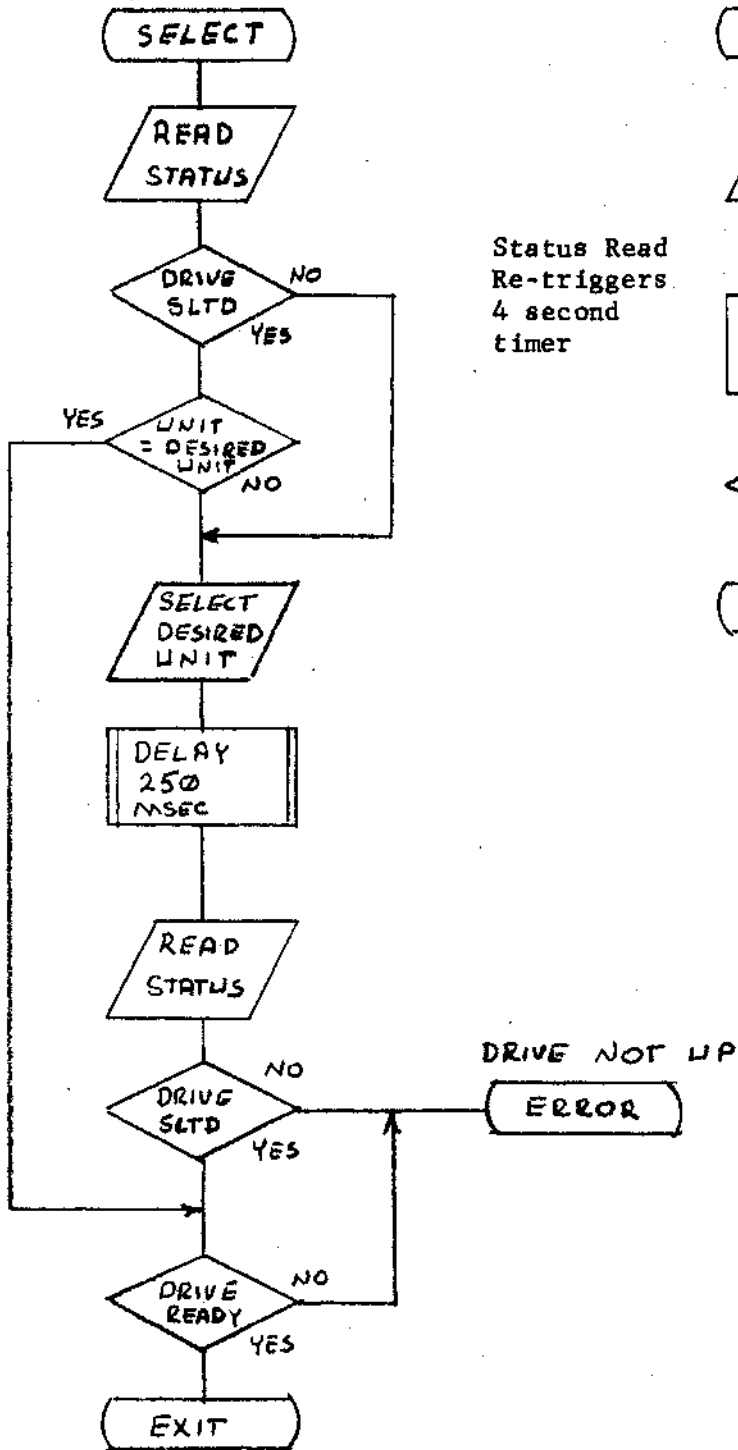 SELECT
READ
STATUS
DRIVE
SLTD
NO
YES
Status Read
Re-triggers
4 second
timer
YES
UNIT
= DESIRED
UNIT
NO
SELECT
DESIRED
UNIT
DELAY
250
MSEC
READ
STATUS
DRIVE
SLTD
NO
YES
DRIVE NOT UP
ERROR
DRIVE
READY
NO
YES
EXIT